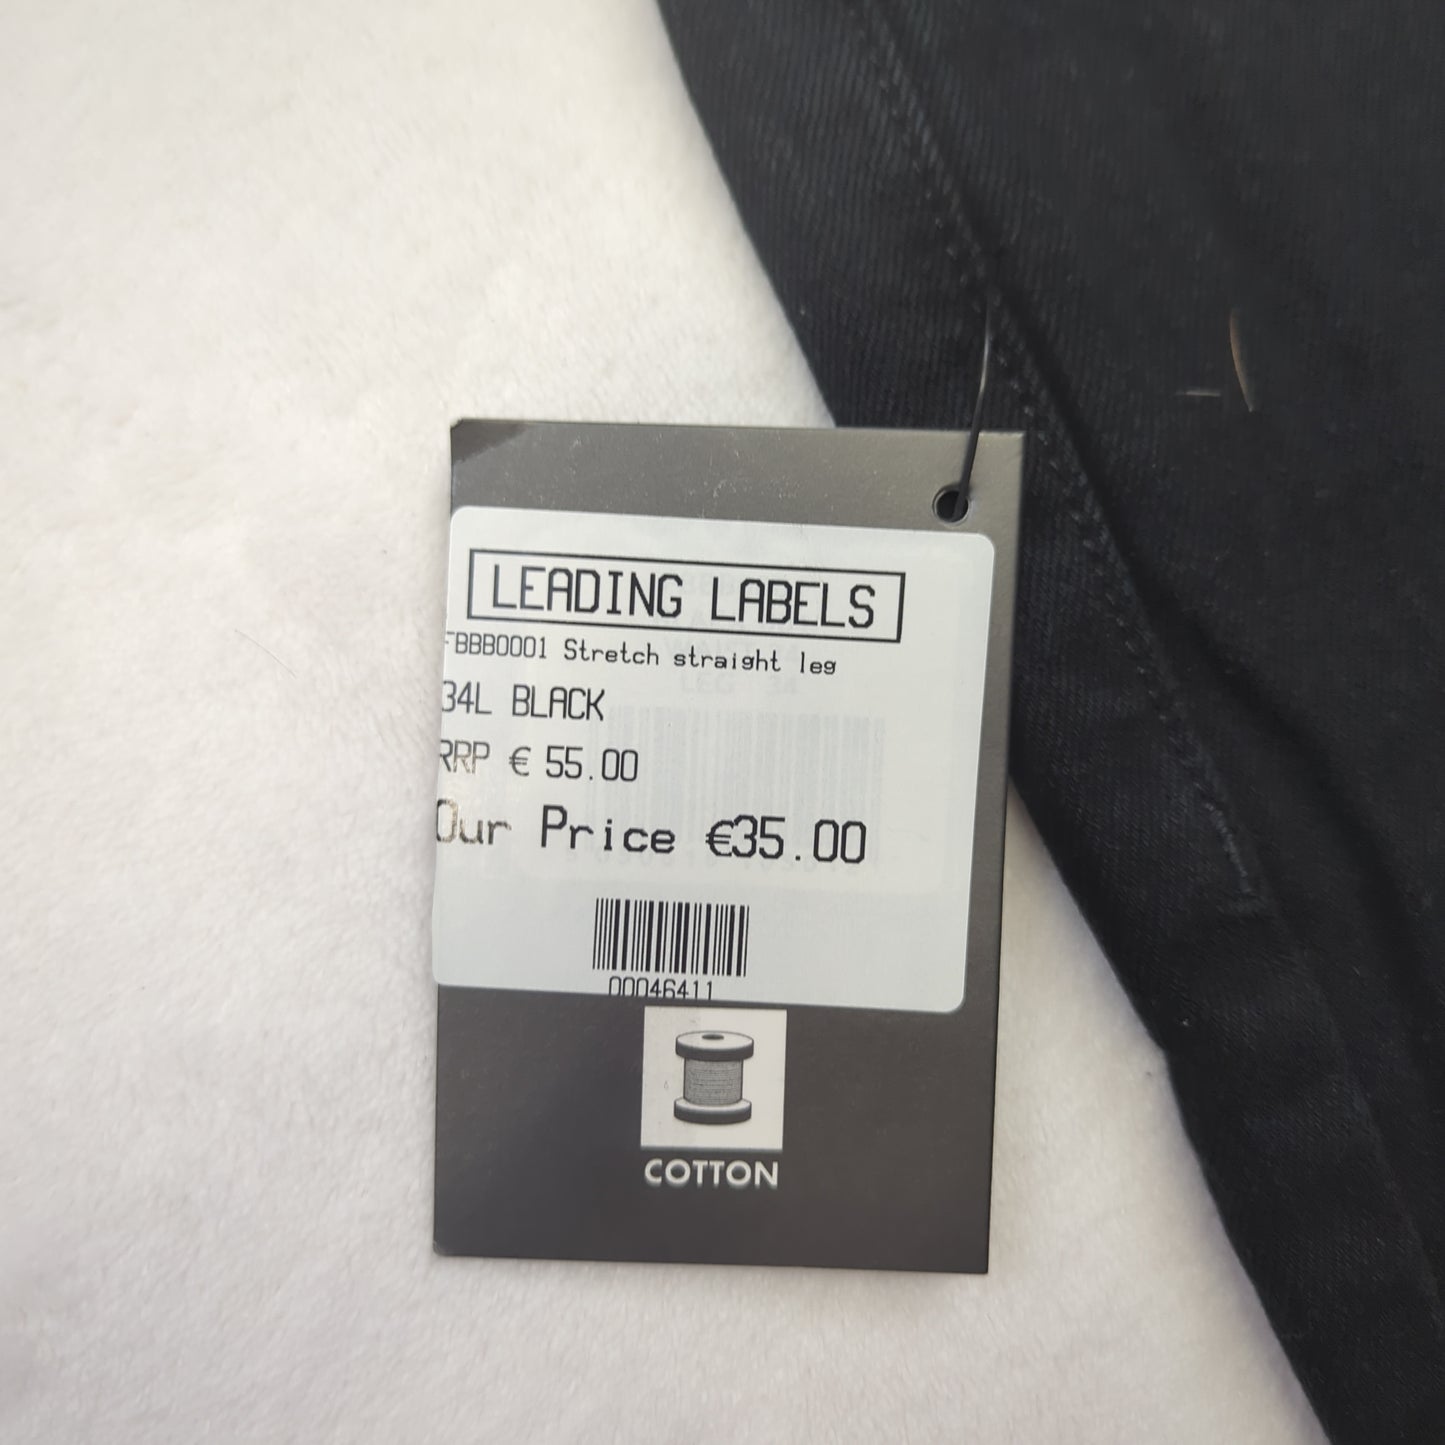 LEADING LABELS
FBBB0001 Stretch straight leg
34L BLACK
RRP € 55.00
Our Price €35.00
00046411
COTTON